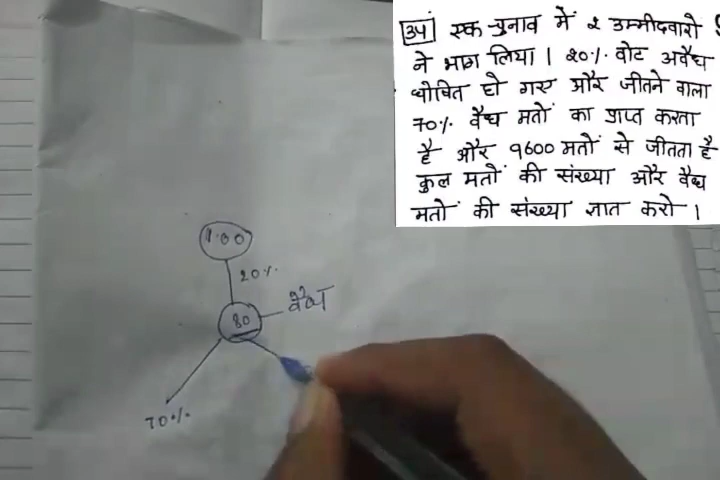 34 एक चुनाव में 2 उम्मीदवारो
ने भाग लिया । 20% वोट अवैध
घोषित हो गए और जीतने वाला
70% वैध मतों का प्राप्त करता
है और 9600 मतों से जीतता है
कुल मतों की संख्या और वैध
मतों की संख्या ज्ञात करो ।
100
20%
80 वैध
70%